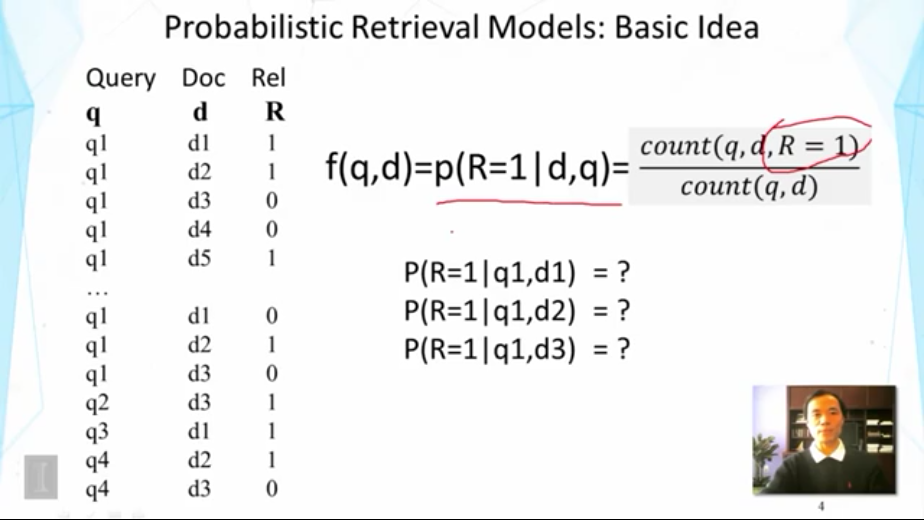 Probabilistic Retrieval Models: Basic Idea
Query Doc Rel
q d R
q1 d1 1
q1 d2 1
q1 d3 0
q1 d4 0
q1 d5 1
...
q1 d1 0
q1 d2 1
q1 d3 0
q2 d3 1
q3 d1 1
q4 d2 1
q4 d3 0
f(q,d)=p(R=1|d,q)= count(q, d, R = 1)
count(q, d)
P(R=1|q1,d1) = ?
P(R=1|q1,d2) = ?
P(R=1|q1,d3) = ?
4